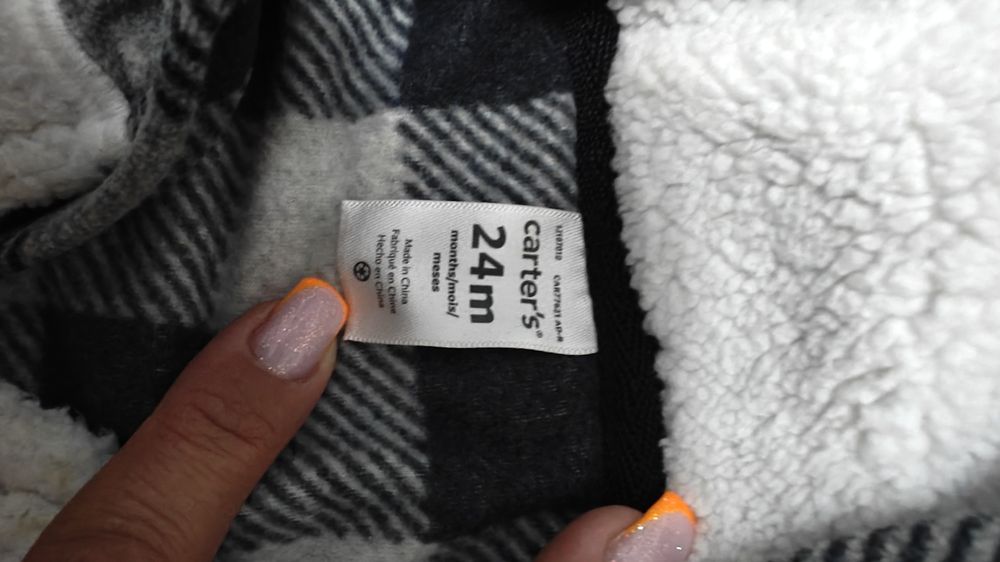 carter's®
24m
months/mois/
meses
Made in China
Fabriqué en Chine
Hecho en China